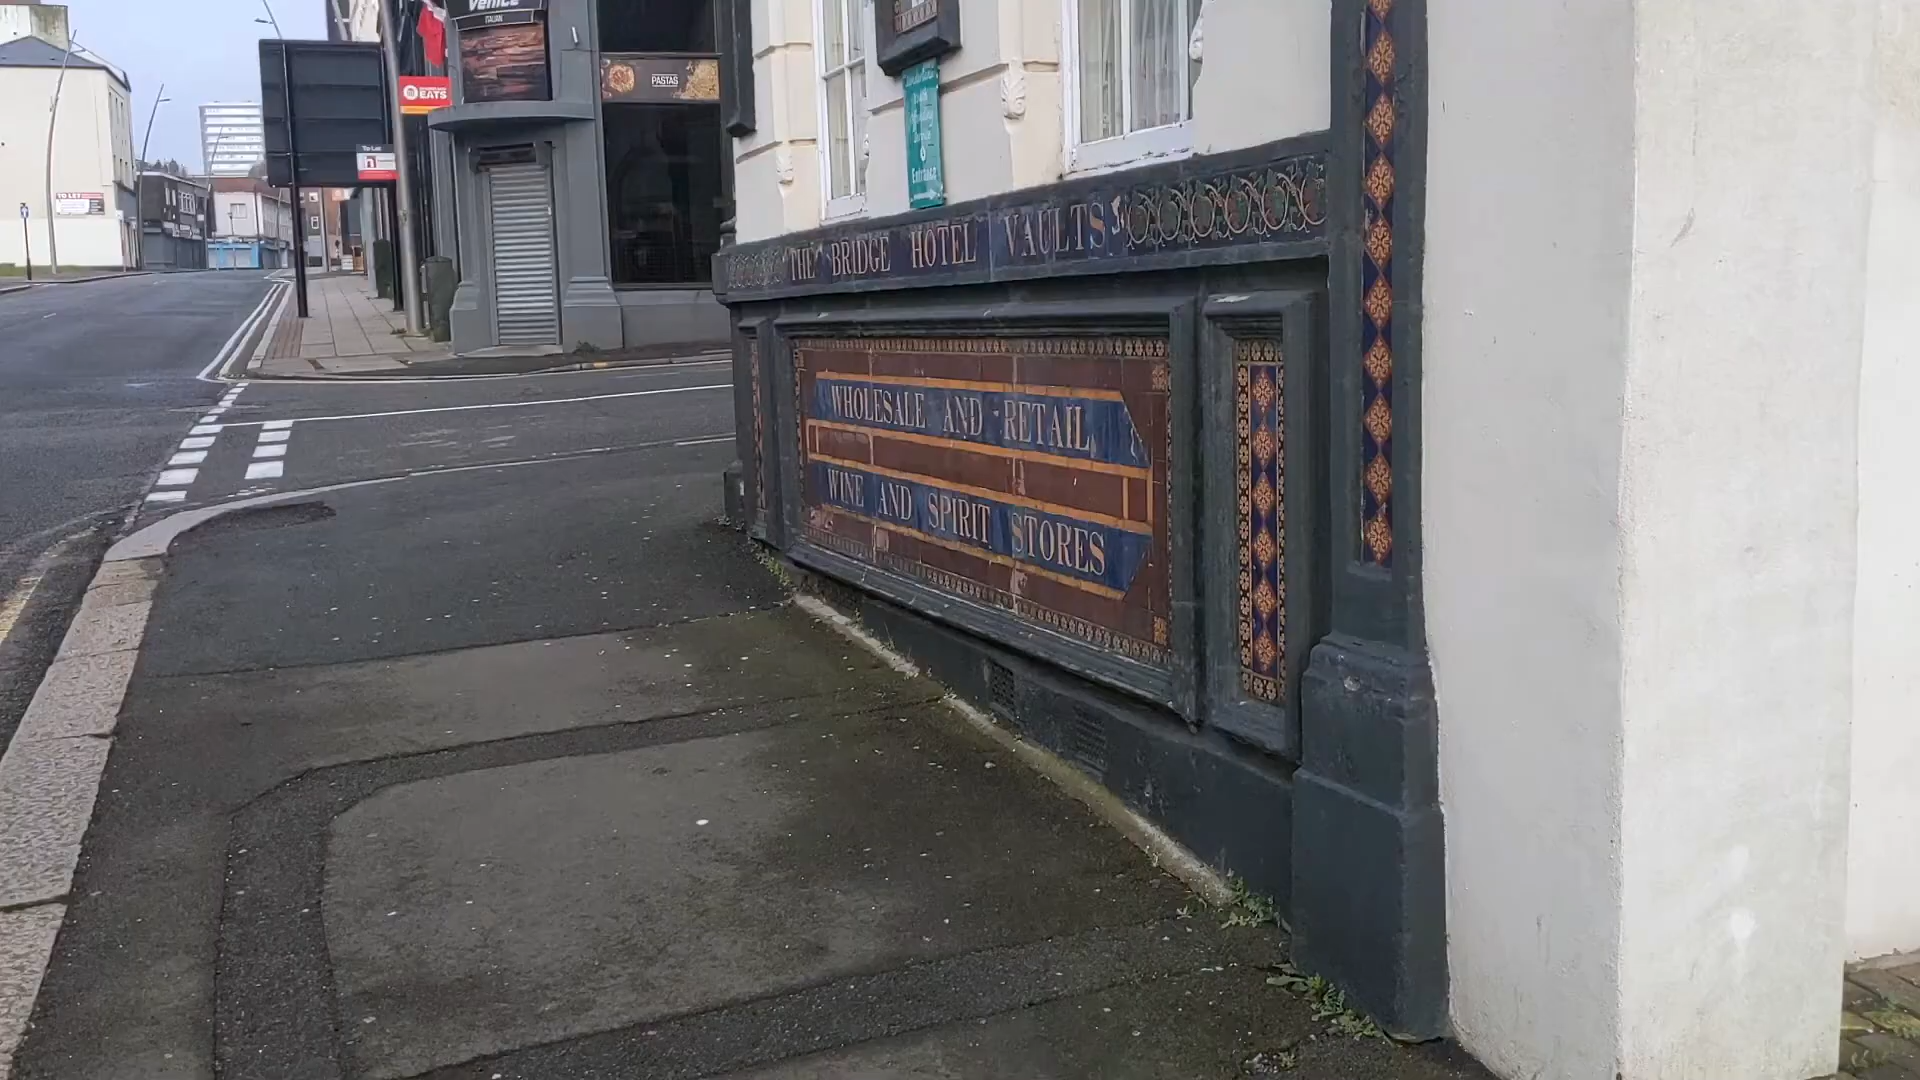 Venice
ITALIAN
PASTAS
EATS
To Let
TO LET
Entrance
THE BRIDGE HOTEL VAULTS
WHOLESALE AND RETAIL
WINE AND SPIRIT STORES